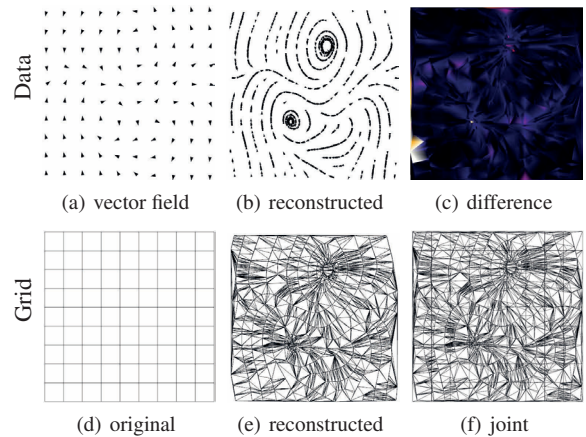 Data
(a) vector field
(b) reconstructed
(c) difference
Grid
(d) original
(e) reconstructed
(f) joint